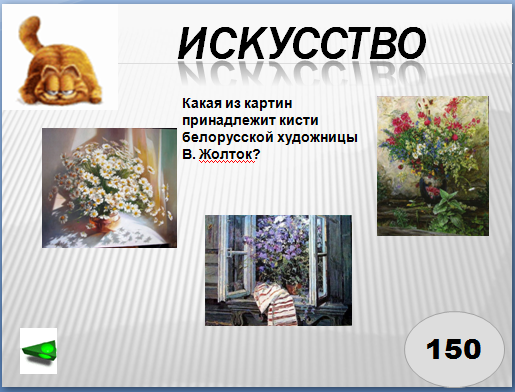 ИСКУССТВО
Какая из картин
принадлежит кисти
белорусской художницы
В. Жолток?
150